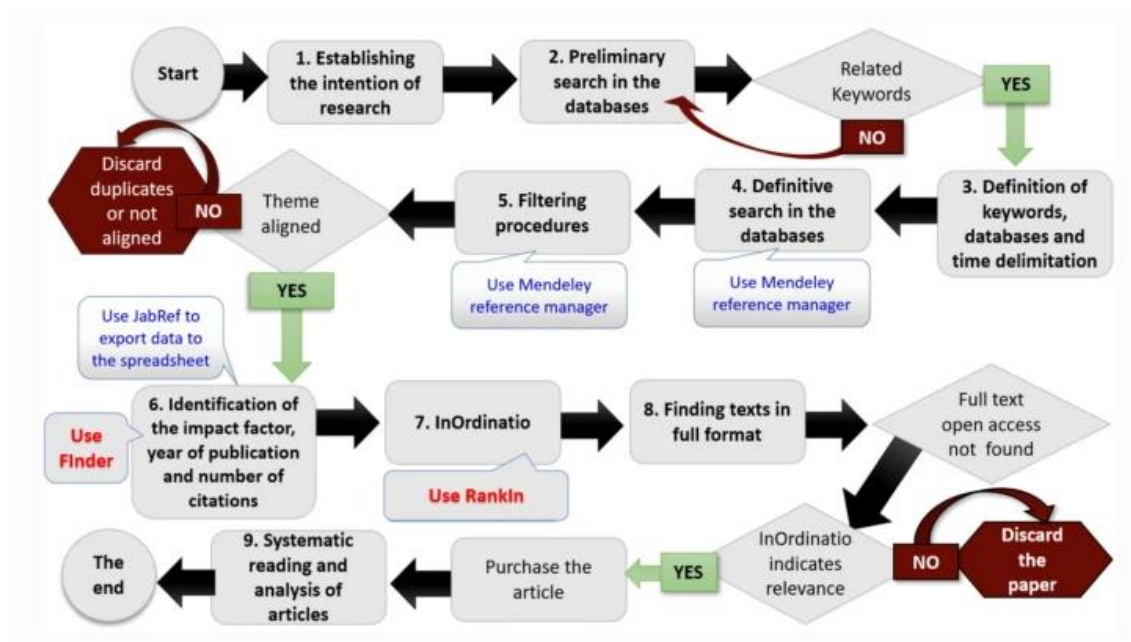 Start
1. Establishing
the intention of
research
2. Preliminary
search in the
databases
Related
Keywords
YES
NO
3. Definition of
keywords,
databases and
time delimitation
4. Definitive
search in the
databases
Use Mendeley
reference manager
5. Filtering
procedures
Use Mendeley
reference manager
Theme
aligned
NO
Discard
duplicates
or not
aligned
YES
Use JabRef to
export data to
the spreadsheet
6. Identification of
the impact factor,
year of publication
and number of
citations
Use
FInder
7. InOrdinatio
Use RankIn
8. Finding texts in
full format
Full text
open access
not found
InOrdinatio
indicates
relevance
NO
Discard
the
paper
YES
Purchase the
article
9. Systematic
reading and
analysis of
articles
The
end